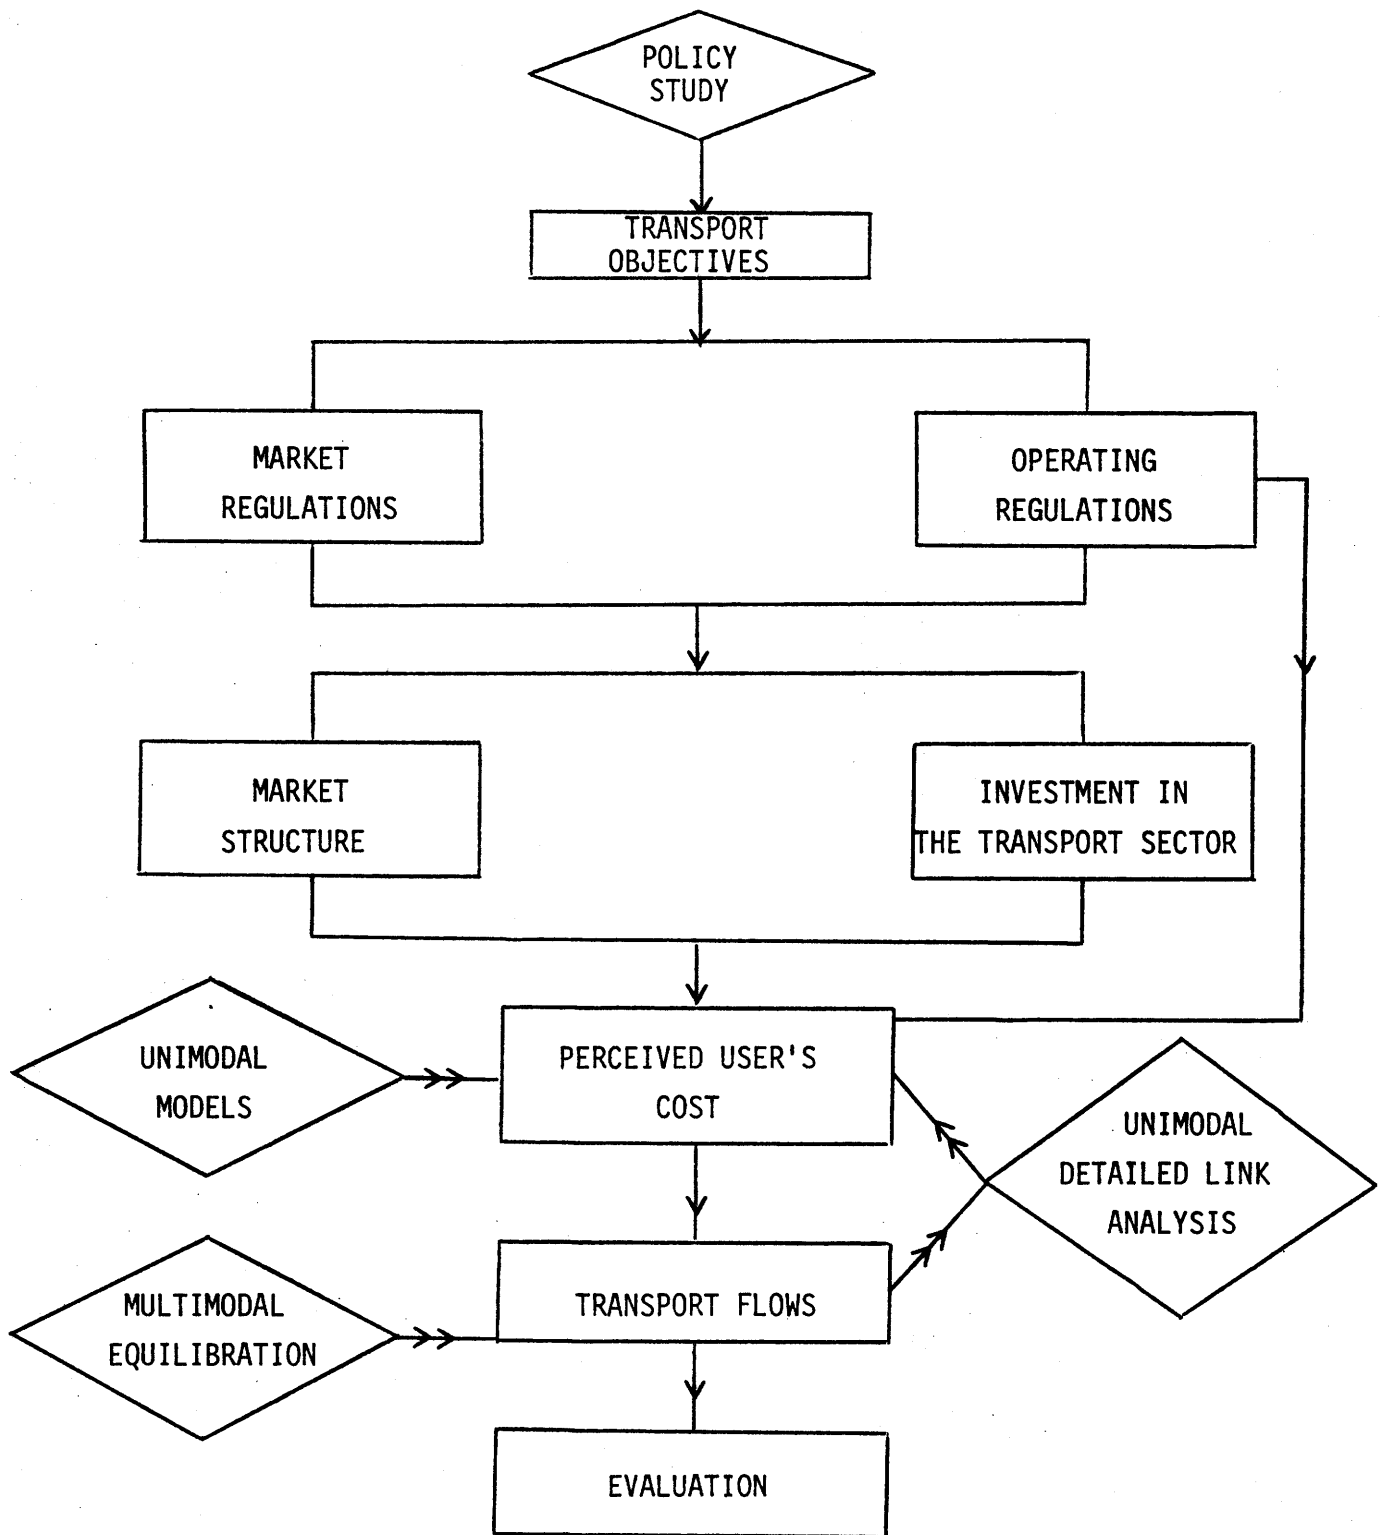 POLICY
STUDY
TRANSPORT
OBJECTIVES
MARKET
REGULATIONS
OPERATING
REGULATIONS
MARKET
STRUCTURE
INVESTMENT IN
THE TRANSPORT SECTOR
UNIMODAL
MODELS
PERCEIVED USER'S
COST
UNIMODAL
DETAILED LINK
ANALYSIS
MULTIMODAL
EQUILIBRATION
TRANSPORT FLOWS
EVALUATION